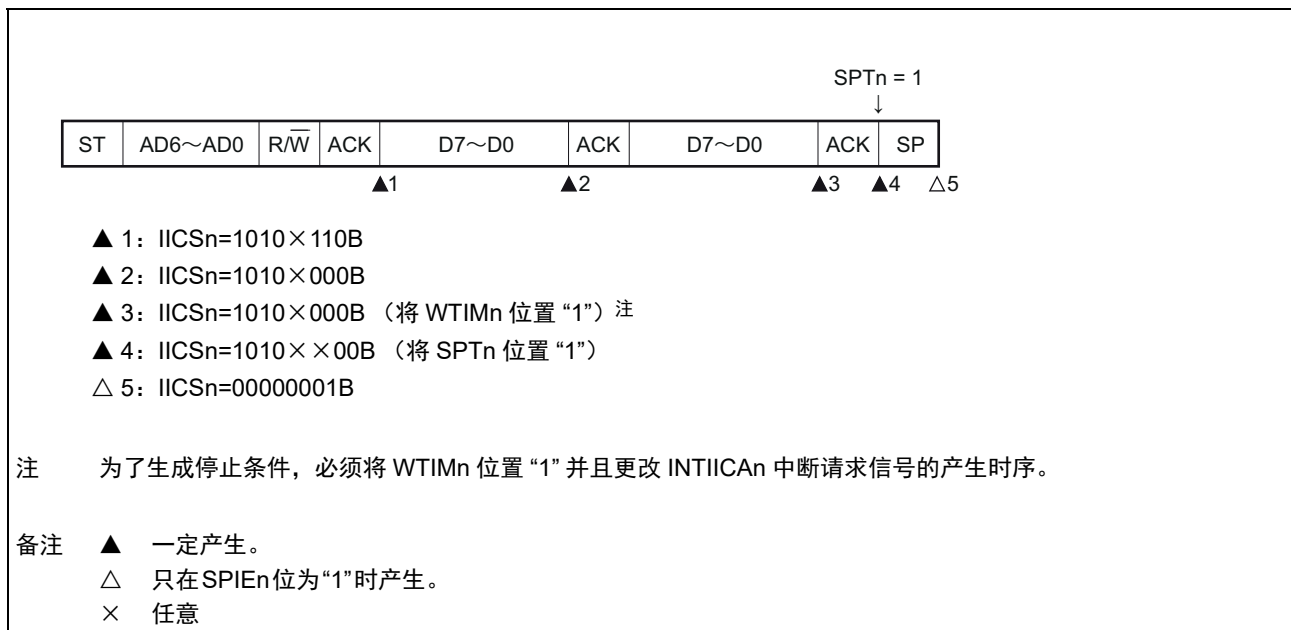 SPTn = 1
↓
ST AD6～AD0 R/W̅ ACK D7～D0 ACK D7～D0 ACK SP
▲1 ▲2 ▲3 ▲4 △5
▲ 1：IICSn=1010×110B
▲ 2：IICSn=1010×000B
▲ 3：IICSn=1010×000B （将 WTIMn 位置 “1”）注
▲ 4：IICSn=1010××00B （将 SPTn 位置 “1”）
△ 5：IICSn=00000001B
注 为了生成停止条件，必须将 WTIMn 位置 “1” 并且更改 INTIICAn 中断请求信号的产生时序。
备注 ▲ 一定产生。
△ 只在SPIEn位为“1”时产生。
× 任意